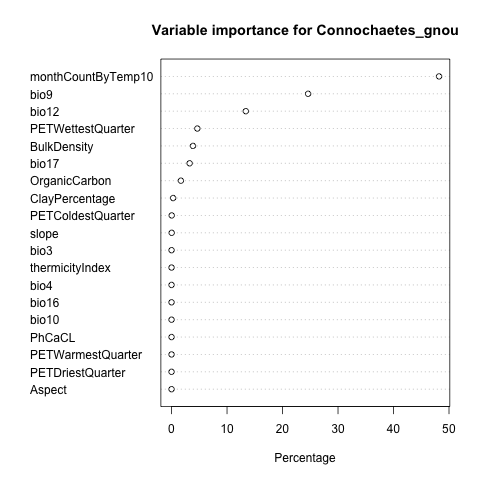 Variable importance for Connochaetes_gnou
monthCountByTemp10
bio9
bio12
PETWettestQuarter
BulkDensity
bio17
OrganicCarbon
ClayPercentage
PETColdestQuarter
slope
bio3
thermicityIndex
bio4
bio16
bio10
PhCaCL
PETWarmestQuarter
PETDriestQuarter
Aspect
0 10 20 30 40 50
Percentage